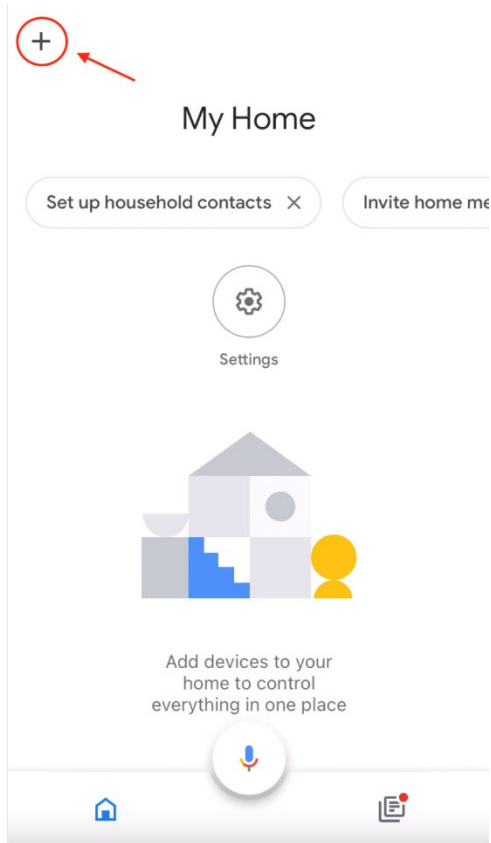 My Home
Set up household contacts
Invite home me
Settings
Add devices to your
home to control
everything in one place